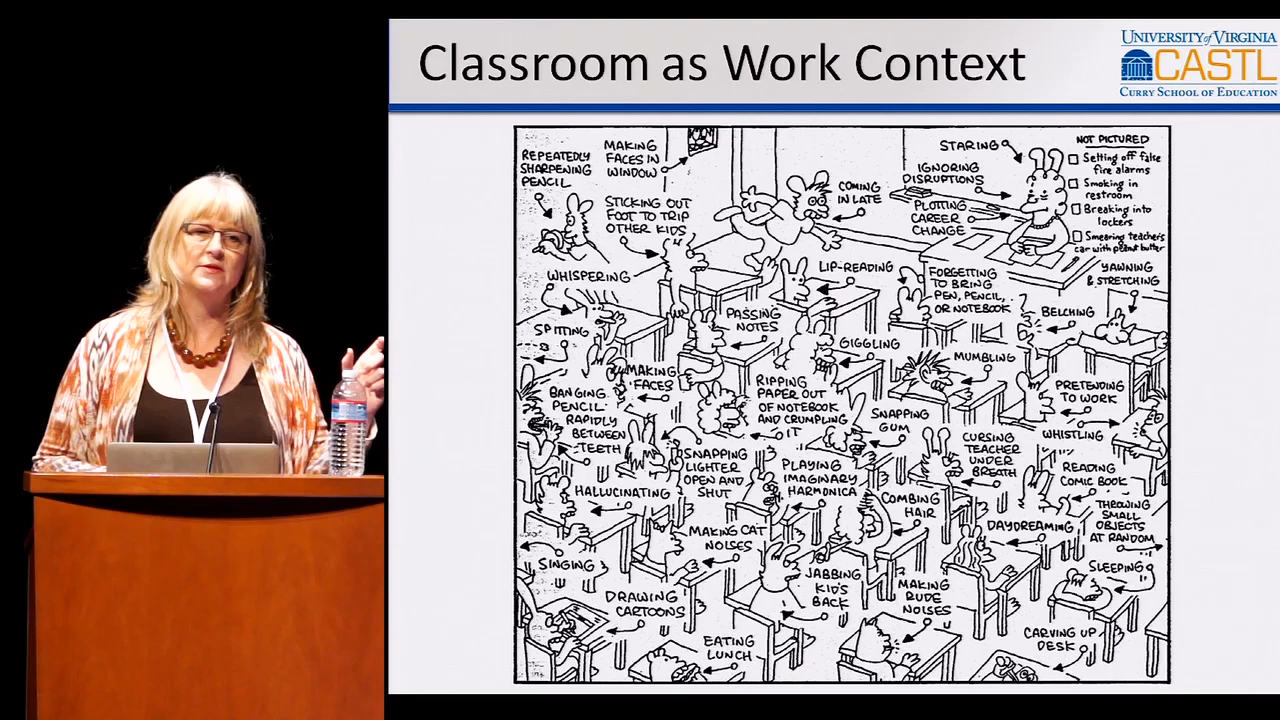 Classroom as Work Context
UNIVERSITY of VIRGINIA
CASTL
CURRY SCHOOL OF EDUCATION
REPEATEDLY
SHARPENING
PENCIL
MAKING
FACES IN
WINDOW
STICKING OUT
FOOT TO TRIP
OTHER KIDS
COMING
IN LATE
STARING
IGNORING
DISRUPTIONS
PLOTTING
CAREER
CHANGE
NOT PICTURED
Setting off false
fire alarms
Smoking in
restroom
Breaking into
lockers
Smearing teacher's
car with peanut butter
WHISPERING
LIP-READING
FORGETTING
TO BRING
PEN, PENCIL,
OR NOTEBOOK
YAWNING
& STRETCHING
SPITTING
PASSING
NOTES
GIGGLING
BELCHING
MUMBLING
MAKING
FACES
BANGING
PENCIL
RAPIDLY
BETWEEN
TEETH
RIPPING
PAPER OUT
OF NOTEBOOK
AND CRUMPLING
IT
SNAPPING
GUM
PRETENDING
TO WORK
WHISTLING
SNAPPING
LIGHTER
OPEN AND
SHUT
PLAYING
IMAGINARY
HARMONICA
CURSING
TEACHER
UNDER
BREATH
READING
COMIC BOOK
HALLUCINATING
COMBING
HAIR
THROWING
SMALL
OBJECTS
AT RANDOM
MAKING CAT
NOISES
DAYDREAMING
SINGING
JABBING
KID'S
BACK
MAKING
RUDE
NOISES
SLEEPING
DRAWING
CARTOONS
EATING
LUNCH
CARVING UP
DESK